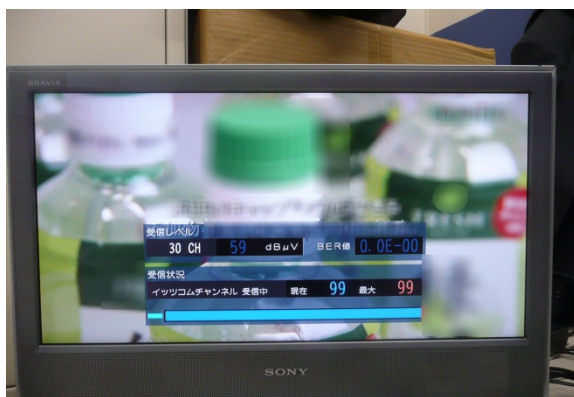 BRAVIA
受信レベル
30 CH 59 dBμV BER値 0.0E-00
受信状況
イッツコムチャンネル 受信中 現在 99 最大 99
SONY